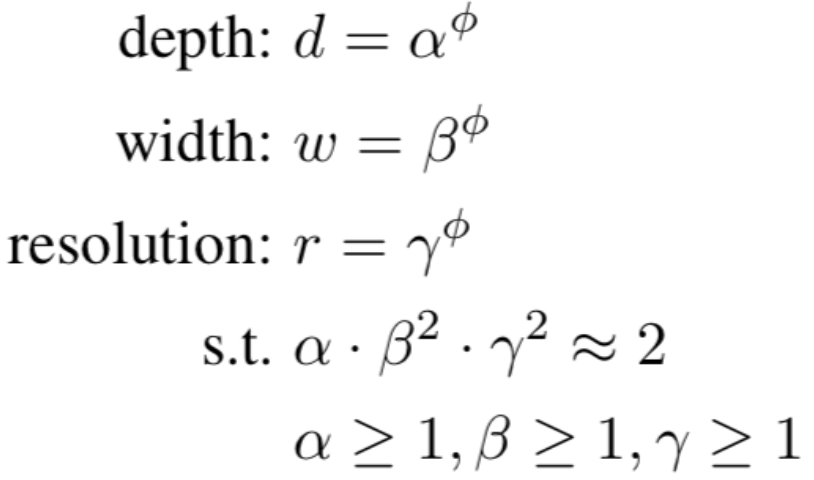 depth: d = α^ϕ
width: w = β^ϕ
resolution: r = γ^ϕ
s.t. α · β² · γ² ≈ 2
α ≥ 1, β ≥ 1, γ ≥ 1